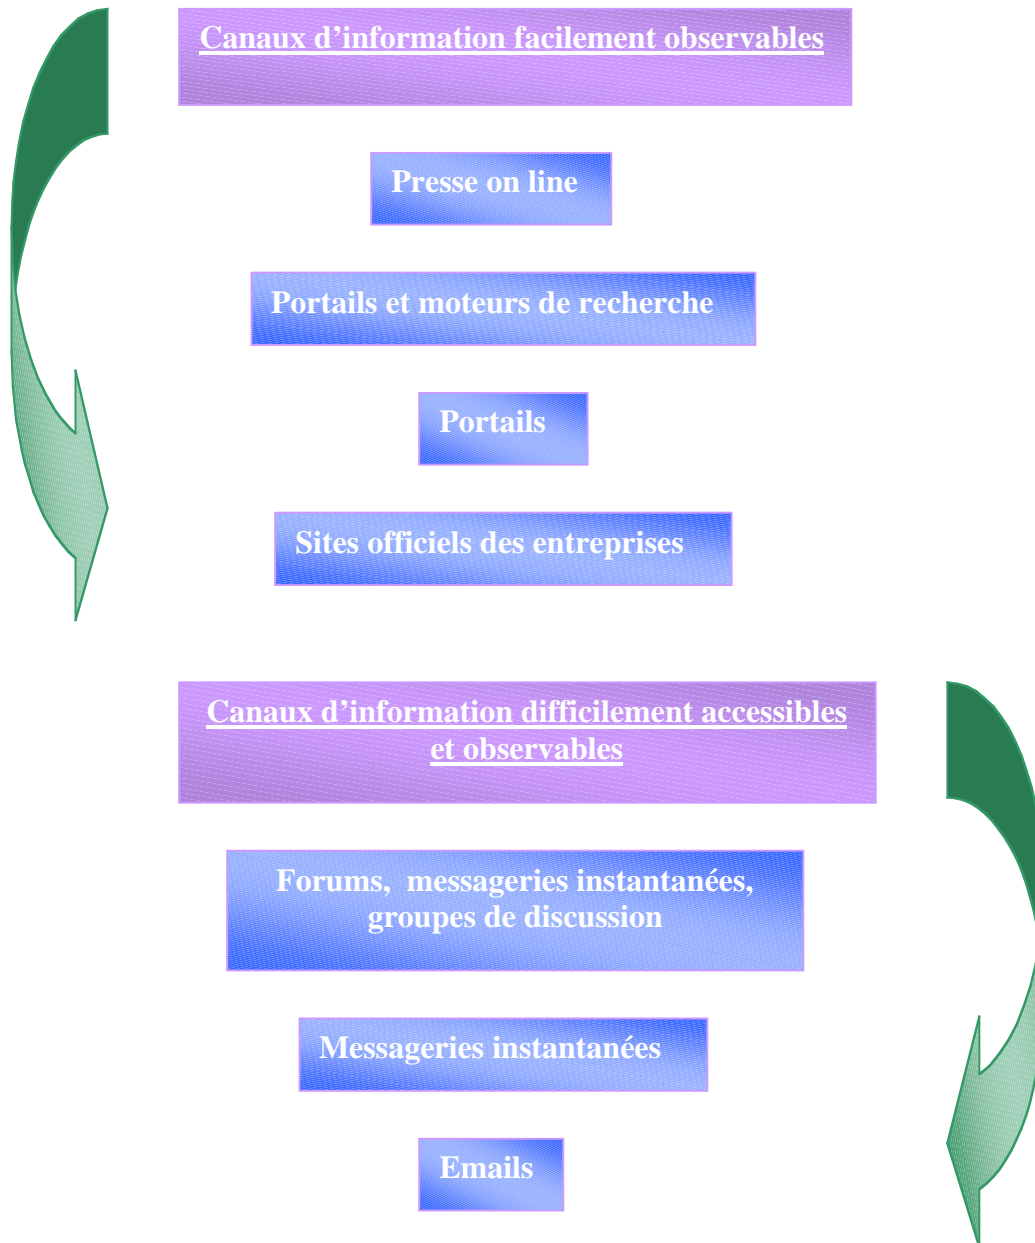 Canaux d’information facilement observables
Presse on line
Portails et moteurs de recherche
Portails
Sites officiels des entreprises
Canaux d’information difficilement accessibles
et observables
Forums,  messageries instantanées,
groupes de discussion
Messageries instantanées
Emails